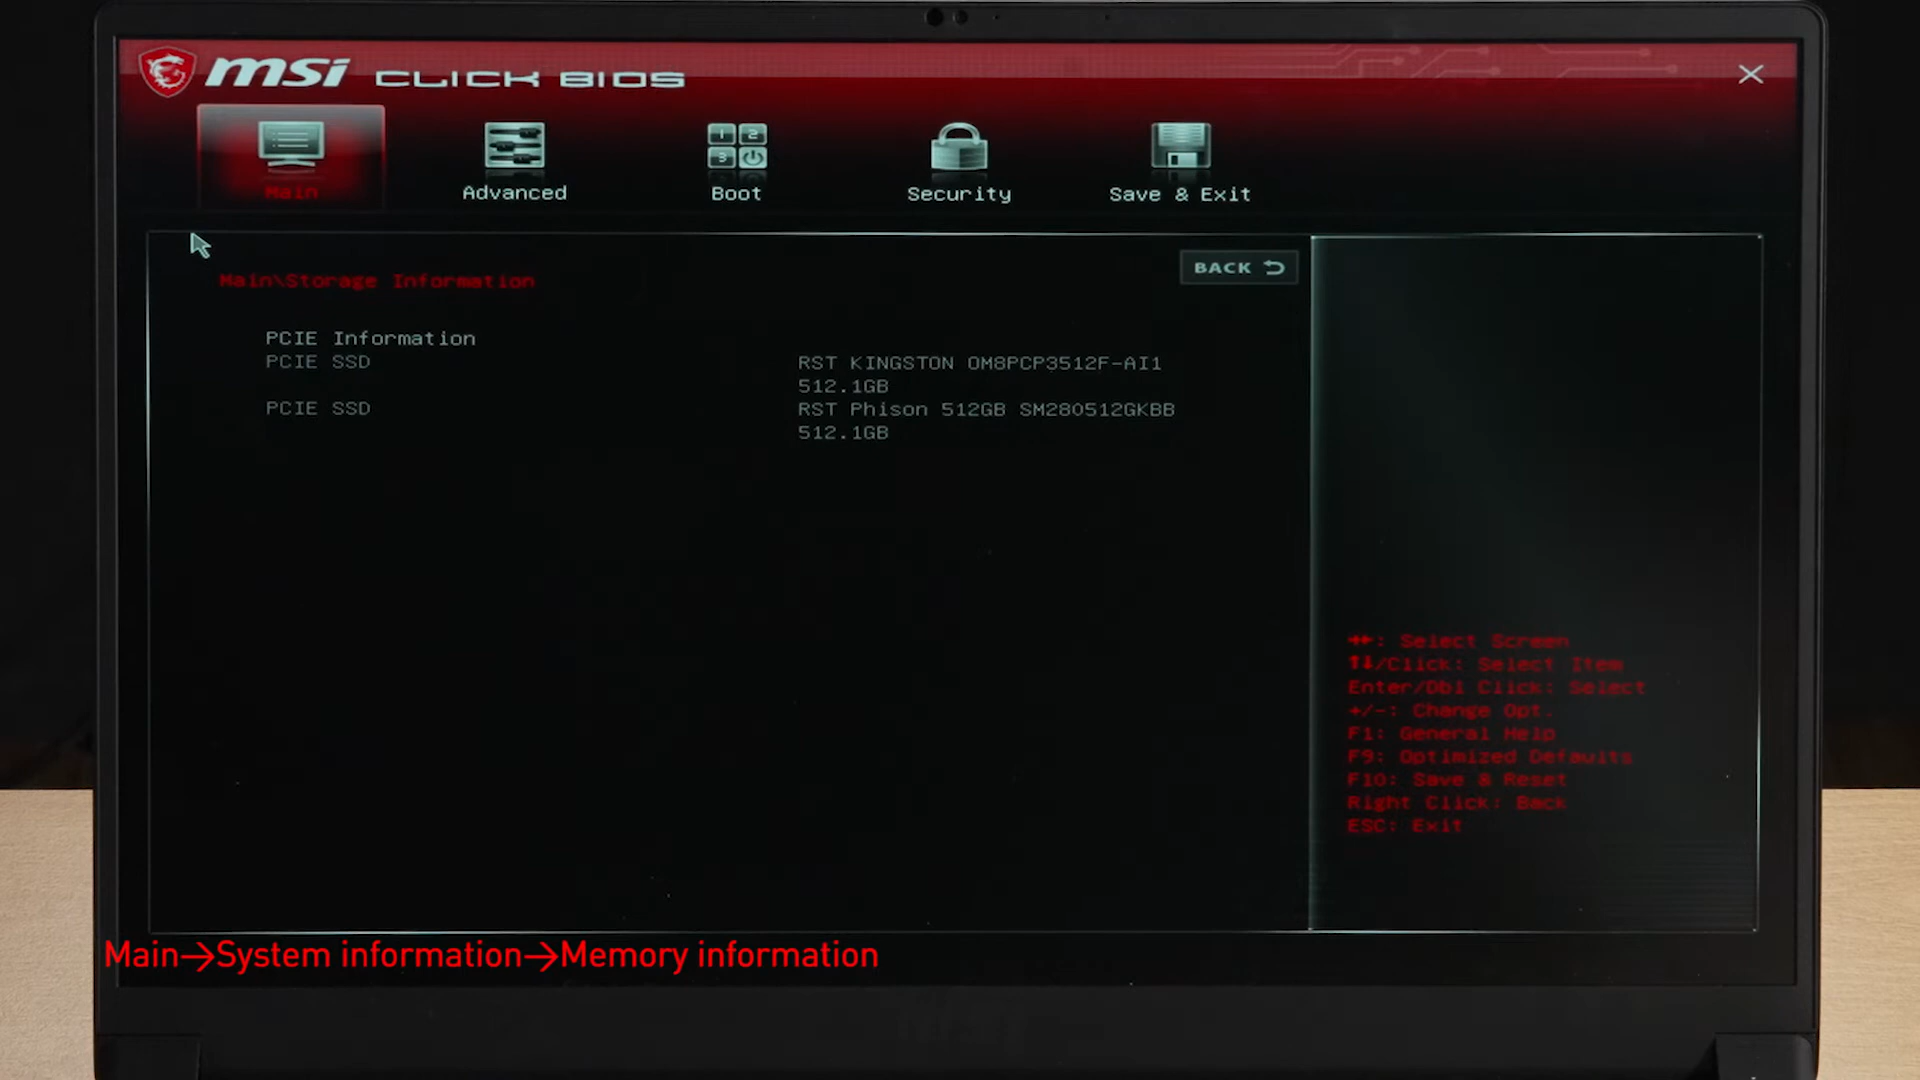 msi CLICK BIOS
Main
Advanced
Boot
Security
Save & Exit
Main\Storage Information
BACK
PCIE Information
PCIE SSD
RST KINGSTON OM8PCP3512F-AI1
512.1GB
PCIE SSD
RST Phison 512GB SM280512GKBB
512.1GB
→←: Select Screen
↑↓/Click: Select Item
Enter/Dbl Click: Select
+/-: Change Opt.
F1: General Help
F9: Optimized Defaults
F10: Save & Reset
Right Click: Back
ESC: Exit
Main→System information→Memory information
msi